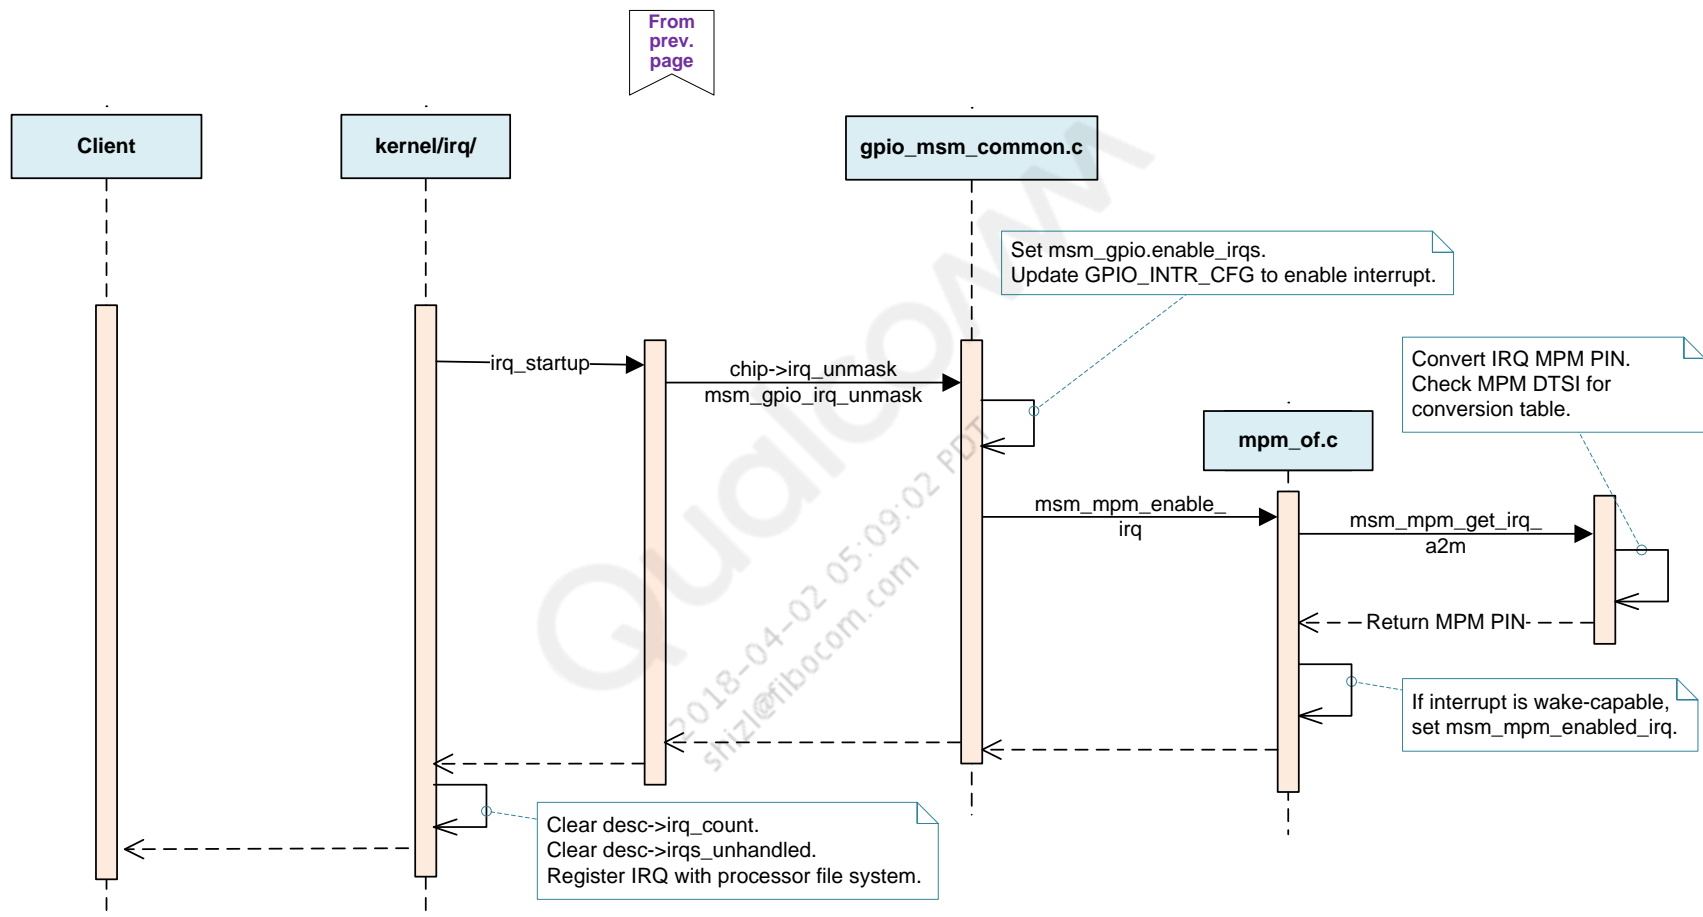 From
prev.
page
Client
kernel/irq/
gpio_msm_common.c
Set msm_gpio.enable_irqs.
Update GPIO_INTR_CFG to enable interrupt.
irq_startup
chip->irq_unmask
msm_gpio_irq_unmask
Convert IRQ MPM PIN.
Check MPM DTSI for
conversion table.
mpm_of.c
msm_mpm_enable_
irq
msm_mpm_get_irq_
a2m
Return MPM PIN
If interrupt is wake-capable,
set msm_mpm_enabled_irq.
Clear desc->irq_count.
Clear desc->irqs_unhandled.
Register IRQ with processor file system.
Qualcomm
2018-04-02 05:09:02 PDT
shizl@fibocom.com